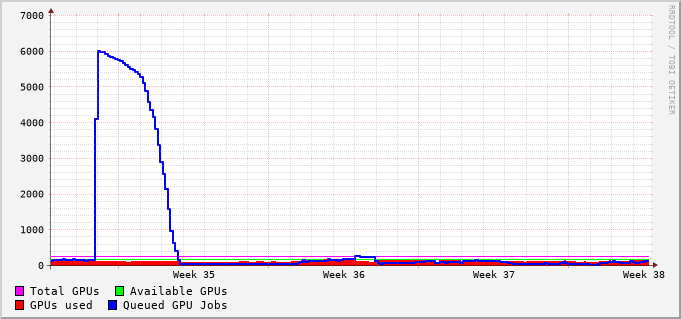 7000
6000
5000
4000
3000
2000
1000
0
Week 35 Week 36 Week 37 Week 38
Total GPUs Available GPUs
GPUs used Queued GPU Jobs
RRDTOOL / TOBI OETIKER